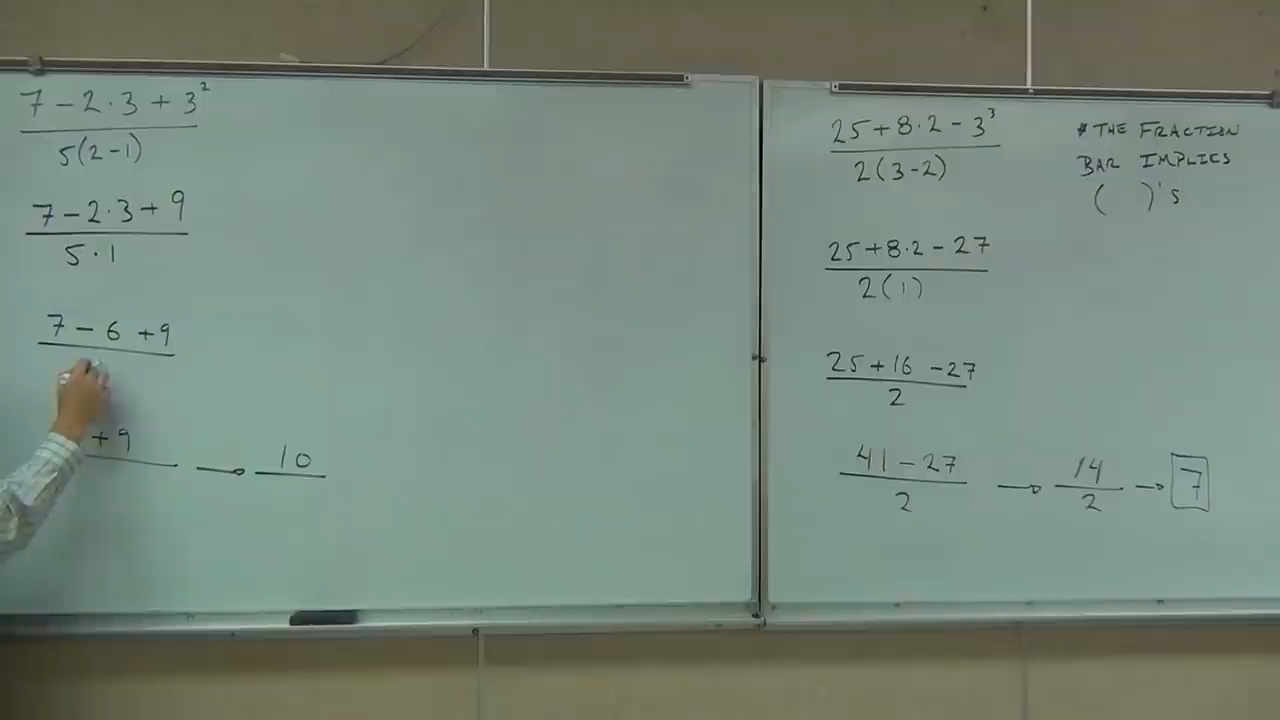 7 - 2 · 3 + 3²
5(2 - 1)
7 - 2 · 3 + 9
5 · 1
7 - 6 + 9
+ 9
10
25 + 8 · 2 - 3³
2(3 - 2)
25 + 8 · 2 - 27
2(1)
25 + 16 - 27
2
41 - 27 → 14 → 7
2 2
* THE FRACTION
BAR IMPLIES
( )'s